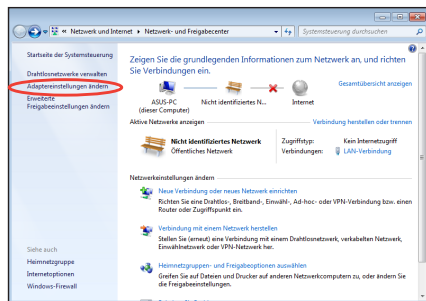 « Netzwerk und Internet ▸ Netzwerk- und Freigabecenter
Systemsteuerung durchsuchen
Startseite der Systemsteuerung
Drahtlosnetzwerke verwalten
Adaptereinstellungen ändern
Erweiterte
Freigabeeinstellungen ändern
Zeigen Sie die grundlegenden Informationen zum Netzwerk an, und richten
Sie Verbindungen ein.
Gesamtübersicht anzeigen
ASUS-PC
(dieser Computer)
Nicht identifiziertes N...
Internet
Aktive Netzwerke anzeigen
Verbindung herstellen oder trennen
Nicht identifiziertes Netzwerk
Öffentliches Netzwerk
Zugriffstyp: Kein Internetzugriff
Verbindungen: LAN-Verbindung
Netzwerkeinstellungen ändern
Neue Verbindung oder neues Netzwerk einrichten
Richten Sie eine Drahtlos-, Breitband-, Einwähl-, Ad-hoc- oder VPN-Verbindung bzw. einen
Router oder Zugriffspunkt ein.
Verbindung mit einem Netzwerk herstellen
Stellen Sie (erneut) eine Verbindung mit einem Drahtlosnetzwerk, verkabelten Netzwerk,
Einwählnetzwerk oder VPN-Netzwerk her.
Heimnetzgruppen- und Freigabeoptionen auswählen
Greifen Sie auf Dateien und Drucker auf anderen Netzwerkcomputern zu, oder ändern Sie
die Freigabeeinstellungen.
Siehe auch
Heimnetzgruppe
Internetoptionen
Windows-Firewall